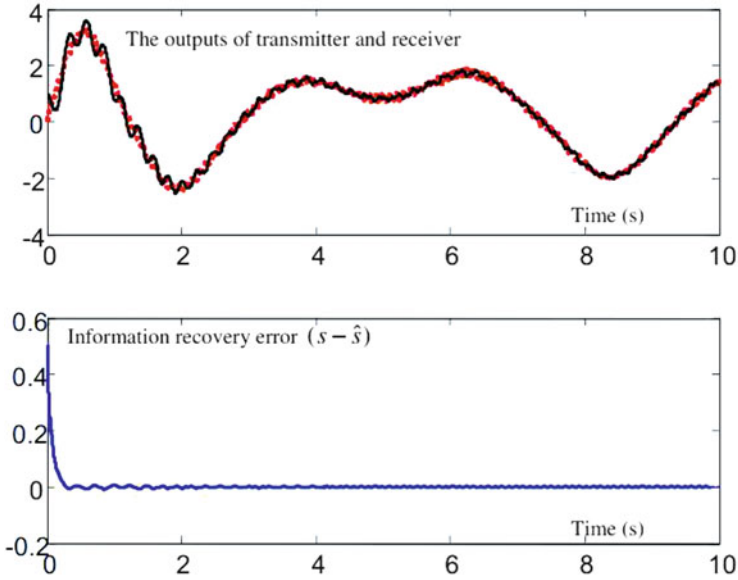 4
The outputs of transmitter and receiver
2
0
-2
Time (s)
-4
0 2 4 6 8 10
0.6
Information recovery error (s − ŝ)
0.4
0.2
0
Time (s)
-0.2
0 2 4 6 8 10